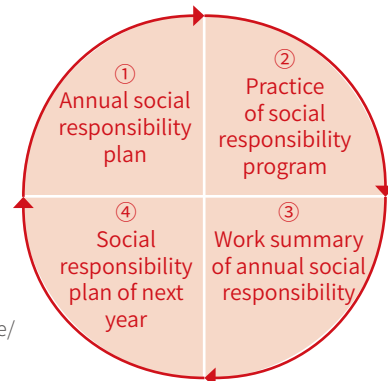 ①
Annual social
responsibility
plan
②
Practice
of social
responsibility
program
③
Work summary
of annual social
responsibility
④
Social
responsibility
plan of next
year
e/